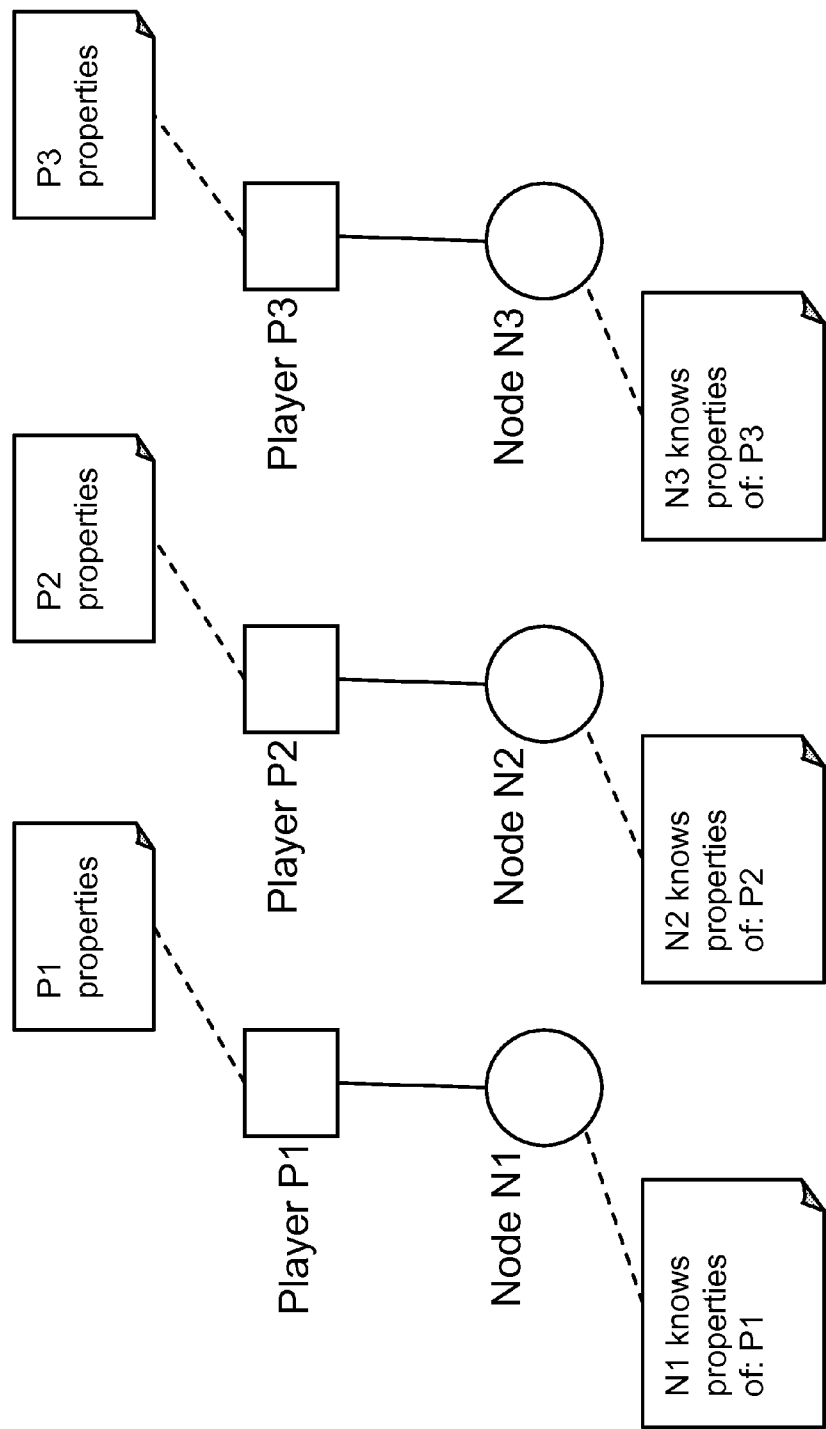 P1
properties
P2
properties
P3
properties
Player P1
Player P2
Player P3
Node N1
Node N2
Node N3
N1 knows
properties
of: P1
N2 knows
properties
of: P2
N3 knows
properties
of: P3